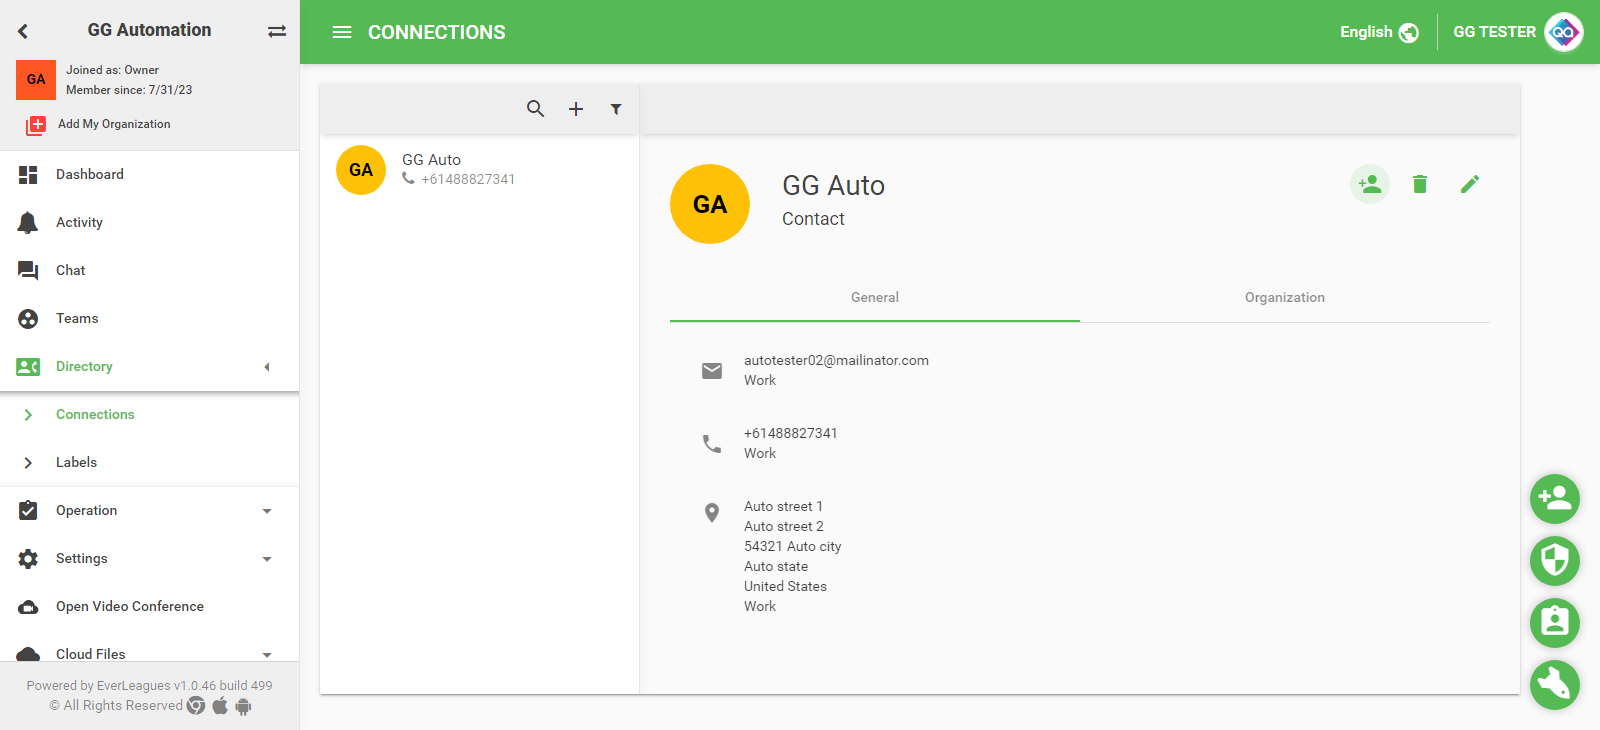 GG Automation
GA
Joined as: Owner
Member since: 7/31/23
Add My Organization
Dashboard
Activity
Chat
Teams
Directory
Connections
Labels
Operation
Settings
Open Video Conference
Cloud Files
Powered by EverLeagues v1.0.46 build 499
© All Rights Reserved
CONNECTIONS
English
GG TESTER
QA
GA
GG Auto
+61488827341
GA
GG Auto
Contact
General
Organization
autotester02@mailinator.com
Work
+61488827341
Work
Auto street 1
Auto street 2
54321 Auto city
Auto state
United States
Work